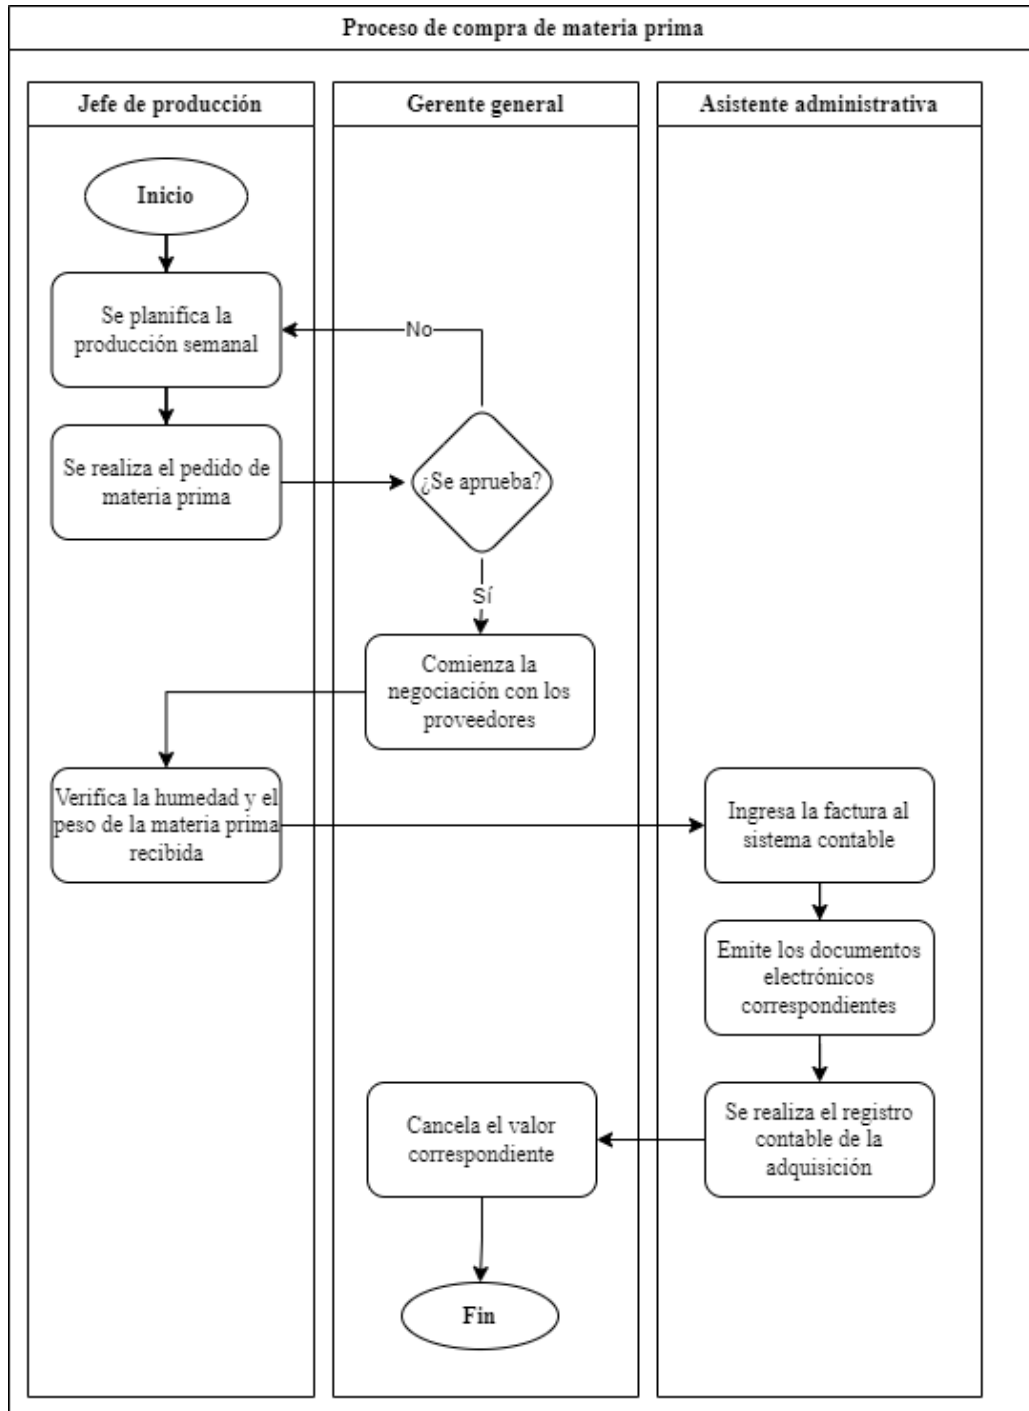 Proceso de compra de materia prima
Jefe de producción
Gerente general
Asistente administrativa
Inicio
Se planifica la
producción semanal
No
Se realiza el pedido de
materia prima
¿Se aprueba?
Sí
Comienza la
negociación con los
proveedores
Verifica la humedad y el
peso de la materia prima
recibida
Ingresa la factura al
sistema contable
Emite los documentos
electrónicos
correspondientes
Se realiza el registro
contable de la
adquisición
Cancela el valor
correspondiente
Fin